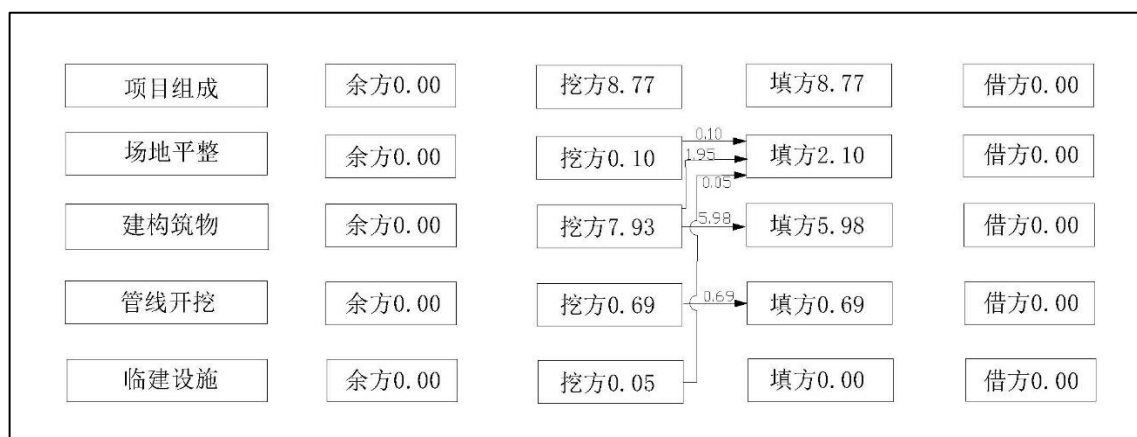 项目组成 余方0.00 挖方8.77 填方8.77 借方0.00
0.10
场地平整 余方0.00 挖方0.10 1.95 填方2.10 借方0.00
0.05
建构筑物 余方0.00 挖方7.93 5.98 填方5.98 借方0.00
管线开挖 余方0.00 挖方0.69 0.69 填方0.69 借方0.00
临建设施 余方0.00 挖方0.05 填方0.00 借方0.00